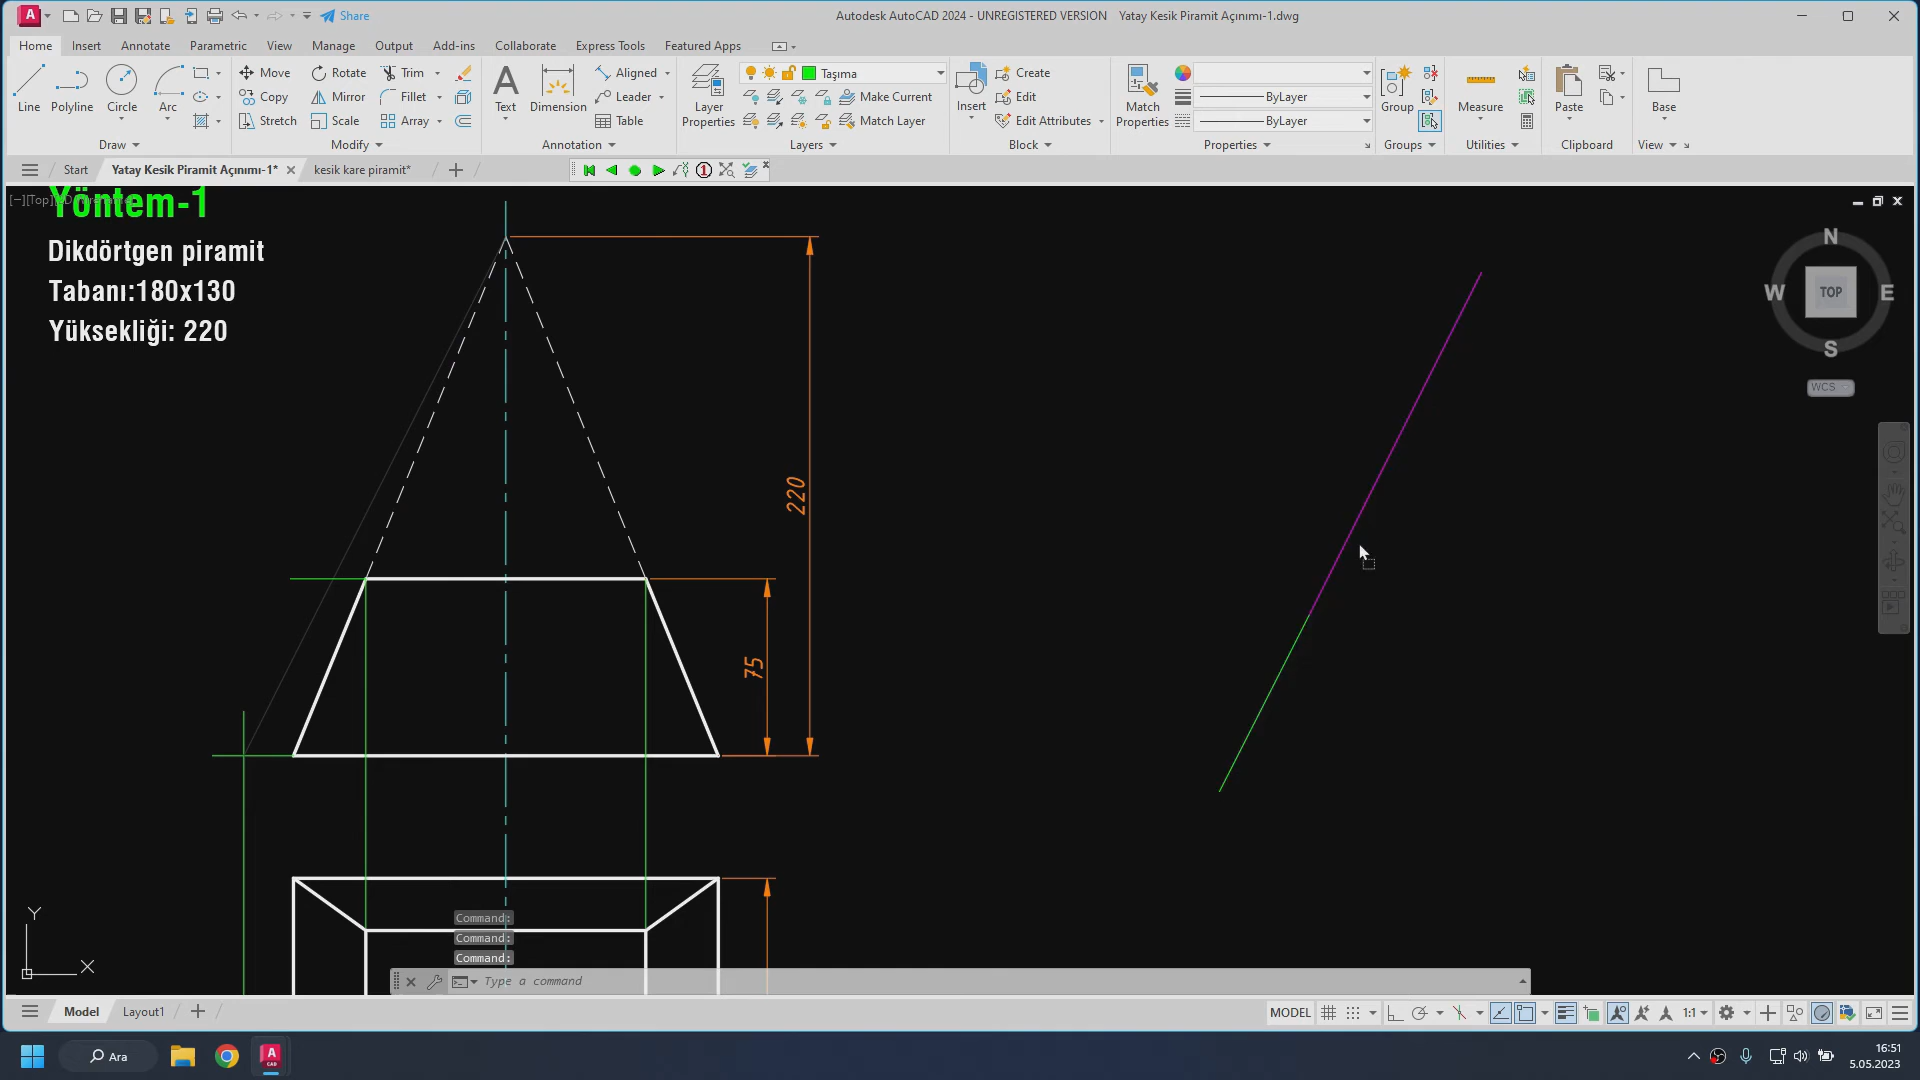 Share
Autodesk AutoCAD 2024 - UNREGISTERED VERSION Yatay Kesik Piramit Açınımı-1.dwg
Home Insert Annotate Parametric View Manage Output Add-ins Collaborate Express Tools Featured Apps
Line Polyline Circle Arc
Move Rotate Trim
Copy Mirror Fillet
Stretch Scale Array
Text Dimension
Aligned
Leader
Table
Layer Properties
Taşıma
Make Current
Match Layer
Insert
Create
Edit
Edit Attributes
Match Properties
ByLayer
ByLayer
Group
Measure
Paste
Base
Draw Modify Annotation Layers Block Properties Groups Utilities Clipboard View
Start Yatay Kesik Piramit Açınımı-1* kesik kare piramit*
Yöntem-1
Dikdörtgen piramit
Tabanı:180x130
Yüksekliği: 220
220
75
N
W TOP E
S
WCS
Y
X
Command:
Command:
Command:
Type a command
Model Layout1
MODEL 1:1
Ara
16:51
5.05.2023